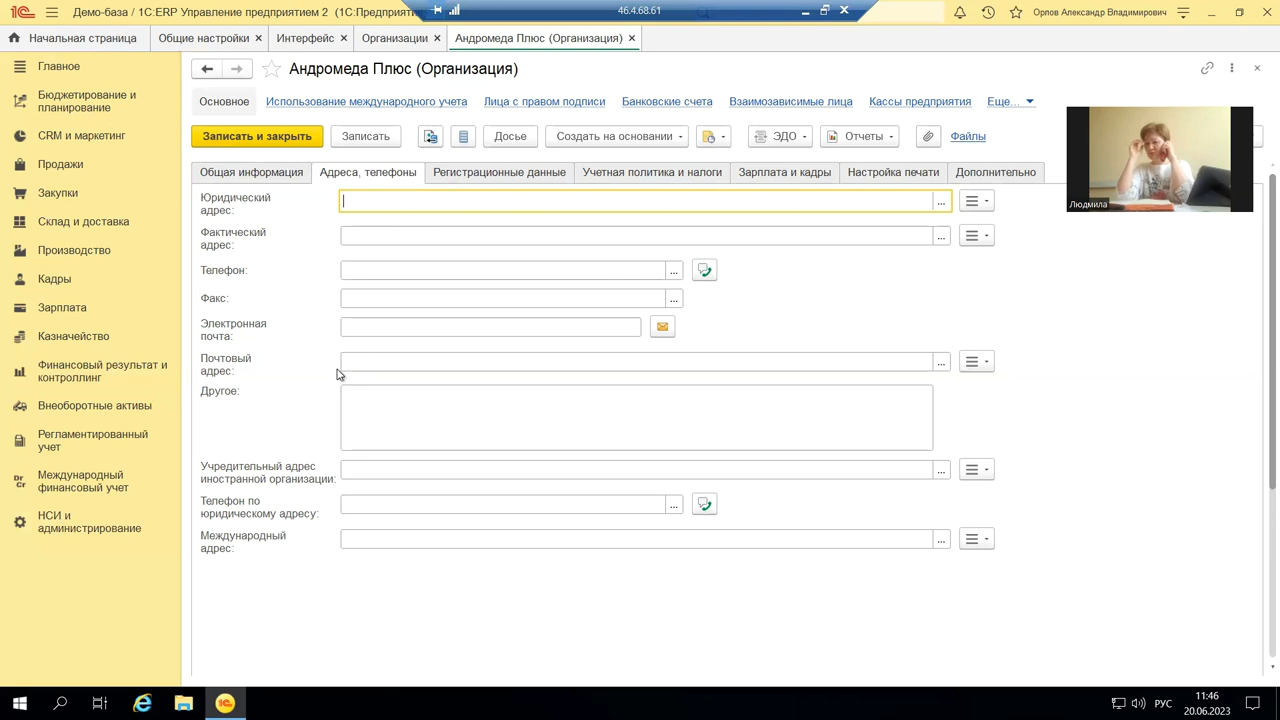 46.4.68.61
Демо-база / 1С:ERP Управление предприятием 2 (1С:Предприяти
Орлов Александр Владимирович
Начальная страница
Общие настройки
Интерфейс
Организации
Андромеда Плюс (Организация)
Главное
Бюджетирование и
планирование
CRM и маркетинг
Продажи
Закупки
Склад и доставка
Производство
Кадры
Зарплата
Казначейство
Финансовый результат и
контроллинг
Внеоборотные активы
Регламентированный
учет
Международный
финансовый учет
НСИ и
администрирование
Андромеда Плюс (Организация)
Основное
Использование международного учета
Лица с правом подписи
Банковские счета
Взаимозависимые лица
Кассы предприятия
Еще...
Записать и закрыть
Записать
Досье
Создать на основании
ЭДО
Отчеты
Файлы
Общая информация
Адреса, телефоны
Регистрационные данные
Учетная политика и налоги
Зарплата и кадры
Настройка печати
Дополнительно
Юридический
адрес:
Фактический
адрес:
Телефон:
Факс:
Электронная
почта:
Почтовый
адрес:
Другое:
Учредительный адрес
иностранной организации:
Телефон по
юридическому адресу:
Международный
адрес:
Людмила
РУС
11:46
20.06.2023